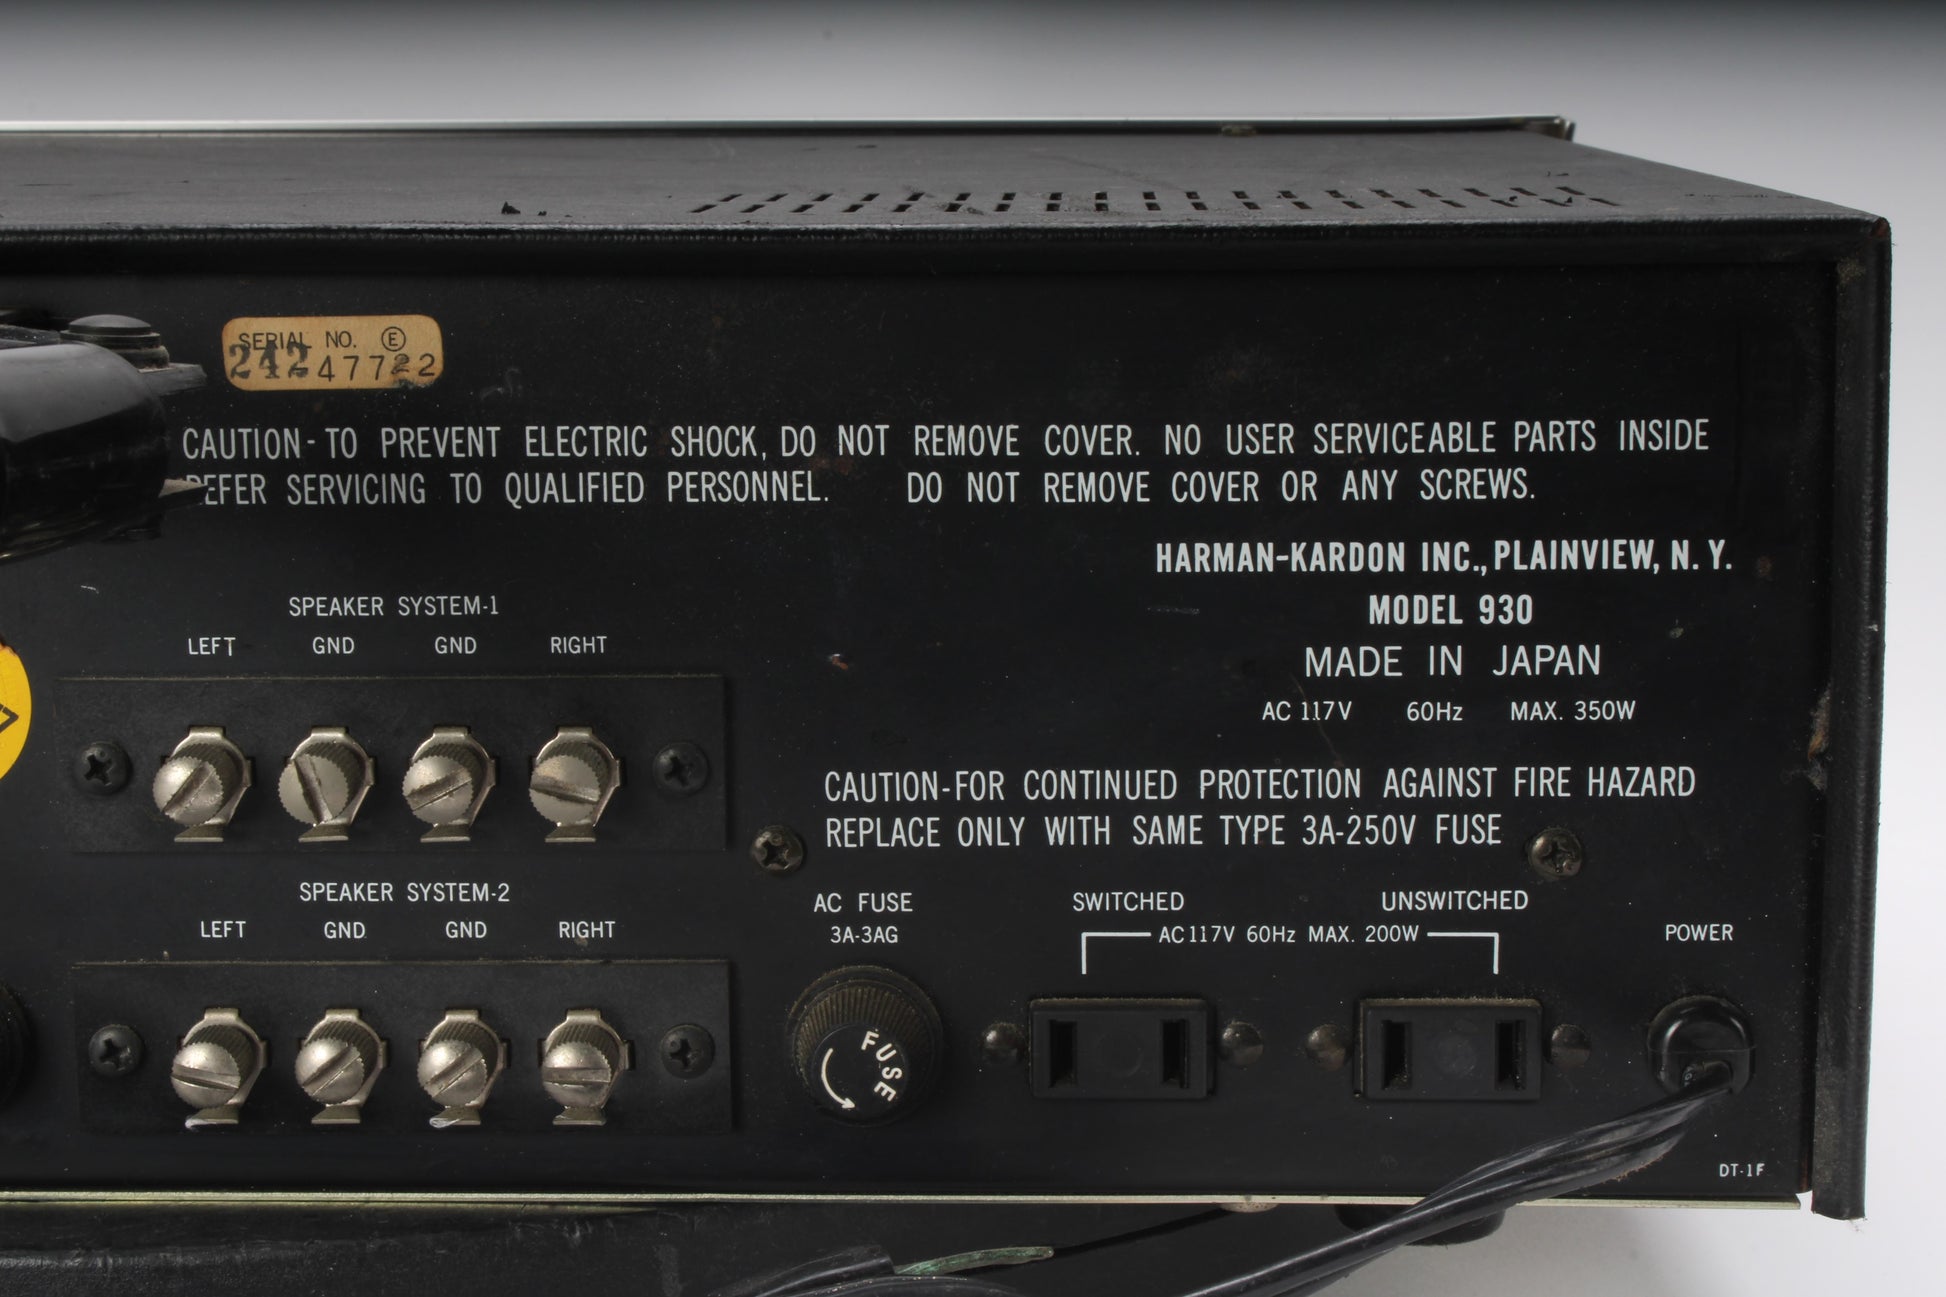 SERIAL NO. E
24247722
CAUTION-TO PREVENT ELECTRIC SHOCK, DO NOT REMOVE COVER. NO USER SERVICEABLE PARTS INSIDE
REFER SERVICING TO QUALIFIED PERSONNEL. DO NOT REMOVE COVER OR ANY SCREWS.
HARMAN-KARDON INC., PLAINVIEW, N. Y.
MODEL 930
MADE IN JAPAN
AC 117V 60Hz MAX. 350W
SPEAKER SYSTEM-1
LEFT GND GND RIGHT
CAUTION-FOR CONTINUED PROTECTION AGAINST FIRE HAZARD
REPLACE ONLY WITH SAME TYPE 3A-250V FUSE
SPEAKER SYSTEM-2
LEFT GND GND RIGHT
AC FUSE
3A-3AG
FUSE
SWITCHED UNSWITCHED
AC117V 60Hz MAX. 200W
POWER
DT-1F